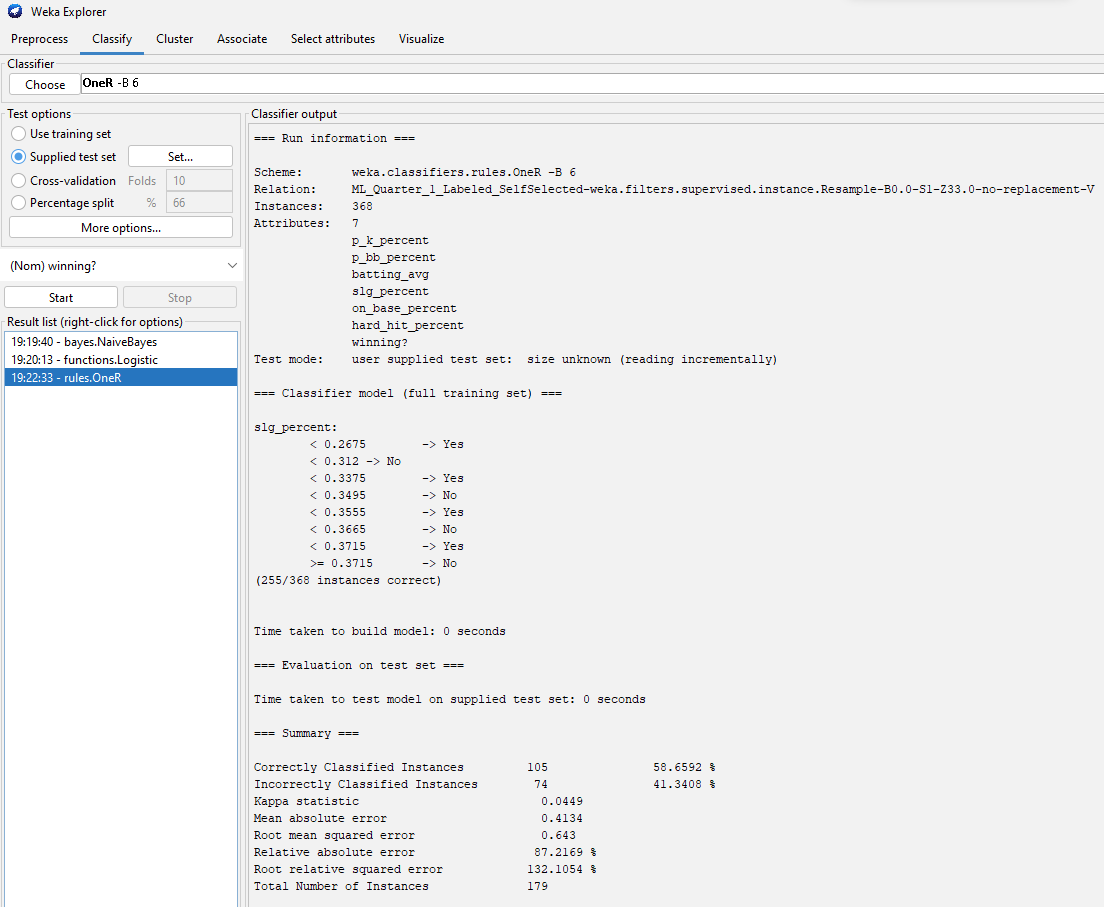 Weka Explorer
Preprocess Classify Cluster Associate Select attributes Visualize
Classifier
Choose OneR -B 6
Test options
Use training set
Supplied test set Set...
Cross-validation Folds 10
Percentage split % 66
More options...
(Nom) winning?
Start Stop
Result list (right-click for options)
19:19:40 - bayes.NaiveBayes
19:20:13 - functions.Logistic
19:22:33 - rules.OneR
Classifier output
=== Run information ===
Scheme: weka.classifiers.rules.OneR -B 6
Relation: ML_Quarter_1_Labeled_SelfSelected-weka.filters.supervised.instance.Resample-B0.0-S1-Z33.0-no-replacement-V
Instances: 368
Attributes: 7
p_k_percent
p_bb_percent
batting_avg
slg_percent
on_base_percent
hard_hit_percent
winning?
Test mode: user supplied test set: size unknown (reading incrementally)
=== Classifier model (full training set) ===
slg_percent:
< 0.2675 -> Yes
< 0.312 -> No
< 0.3375 -> Yes
< 0.3495 -> No
< 0.3555 -> Yes
< 0.3665 -> No
< 0.3715 -> Yes
>= 0.3715 -> No
(255/368 instances correct)
Time taken to build model: 0 seconds
=== Evaluation on test set ===
Time taken to test model on supplied test set: 0 seconds
=== Summary ===
Correctly Classified Instances 105 58.6592 %
Incorrectly Classified Instances 74 41.3408 %
Kappa statistic 0.0449
Mean absolute error 0.4134
Root mean squared error 0.643
Relative absolute error 87.2169 %
Root relative squared error 132.1054 %
Total Number of Instances 179